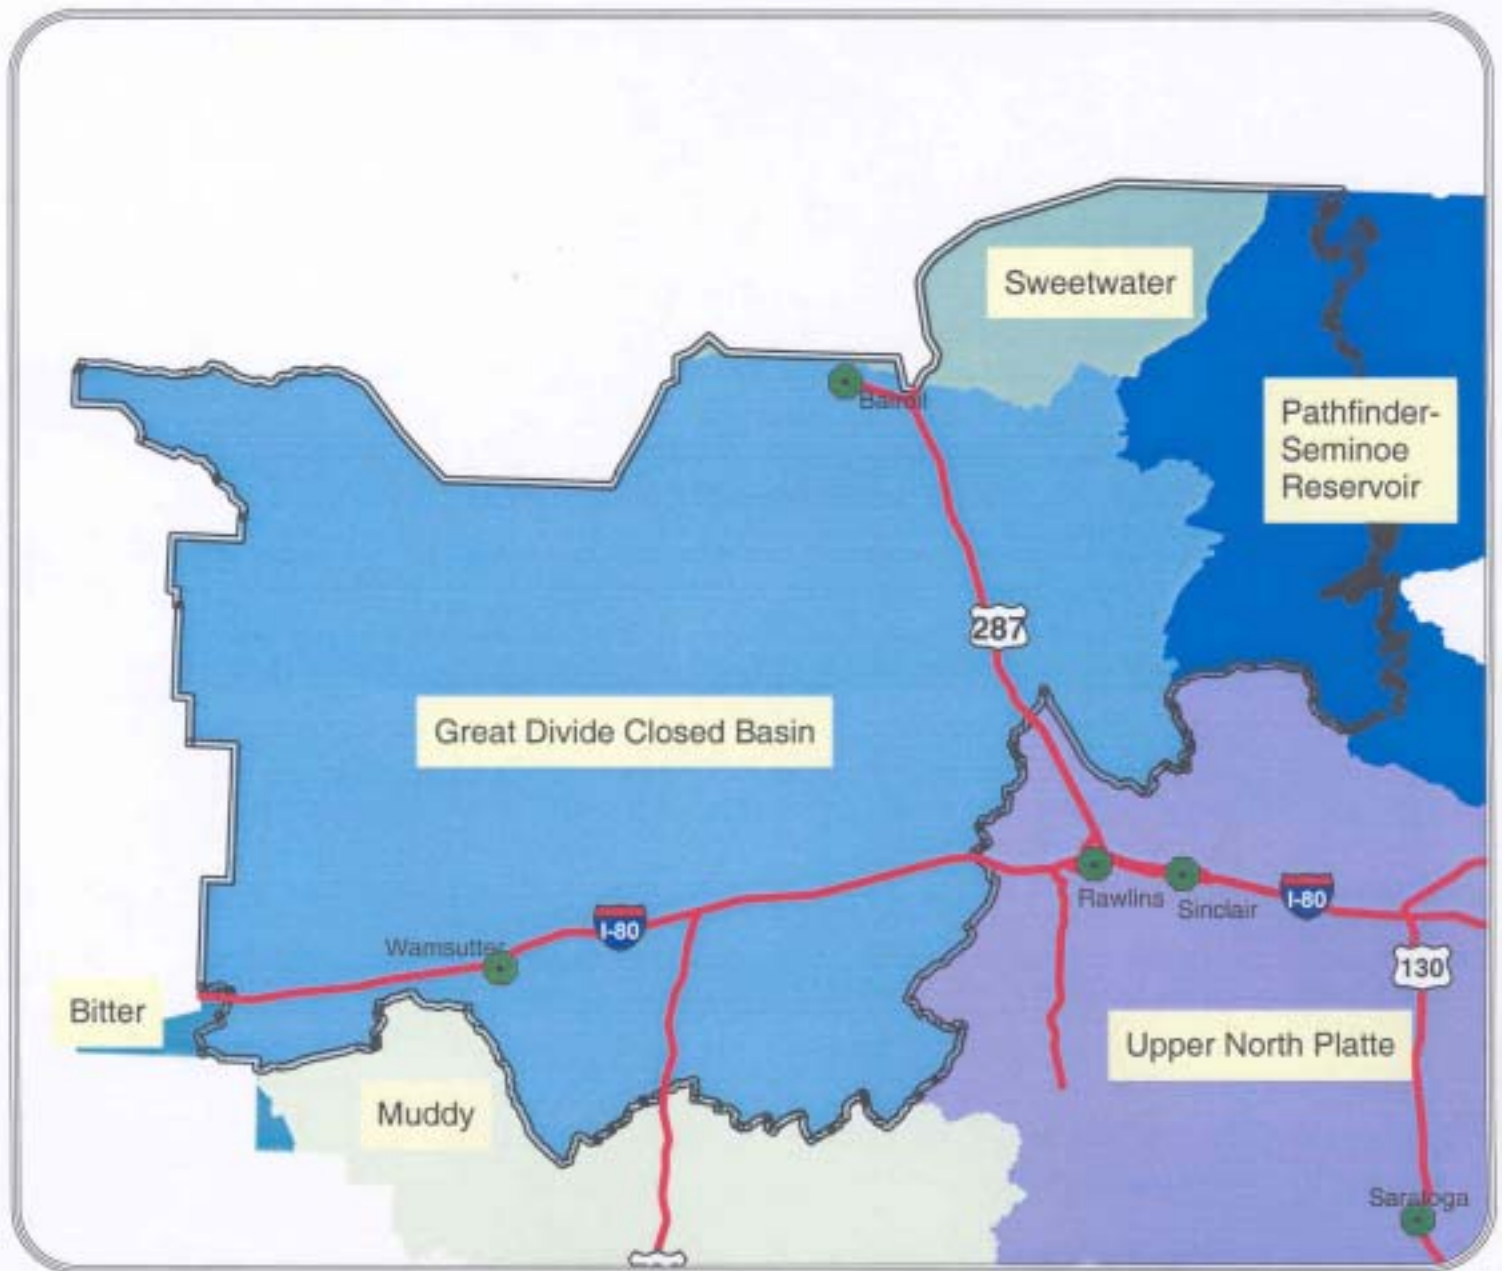 Sweetwater
Bairoil
Pathfinder-
Seminoe
Reservoir
287
Great Divide Closed Basin
Rawlins
Sinclair
I-80
I-80
Wamsutter
130
Bitter
Upper North Platte
Muddy
Saratoga